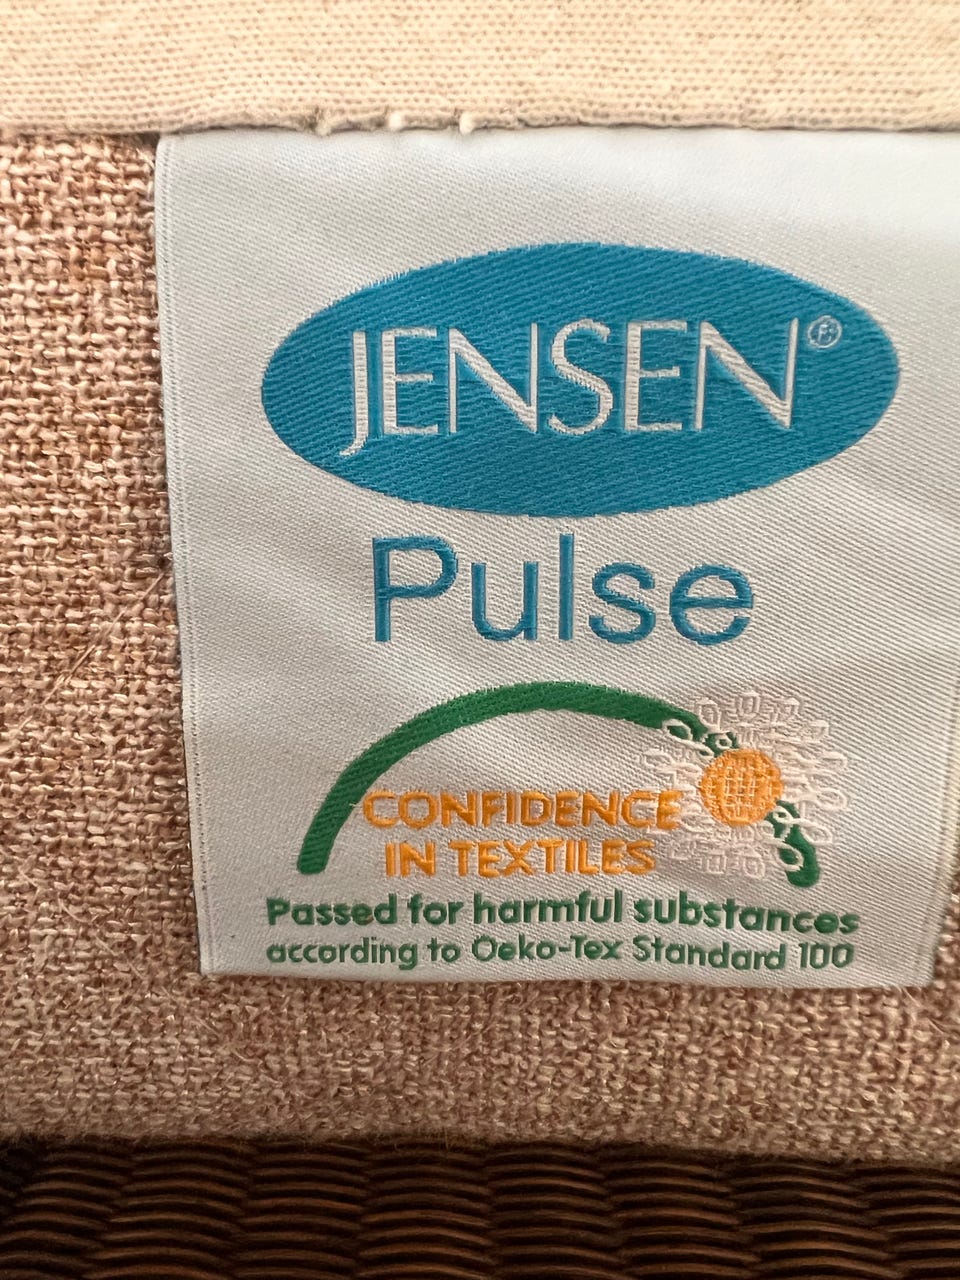 JENSEN®
Pulse
CONFIDENCE
IN TEXTILES
Passed for harmful substances
according to Oeko-Tex Standard 100